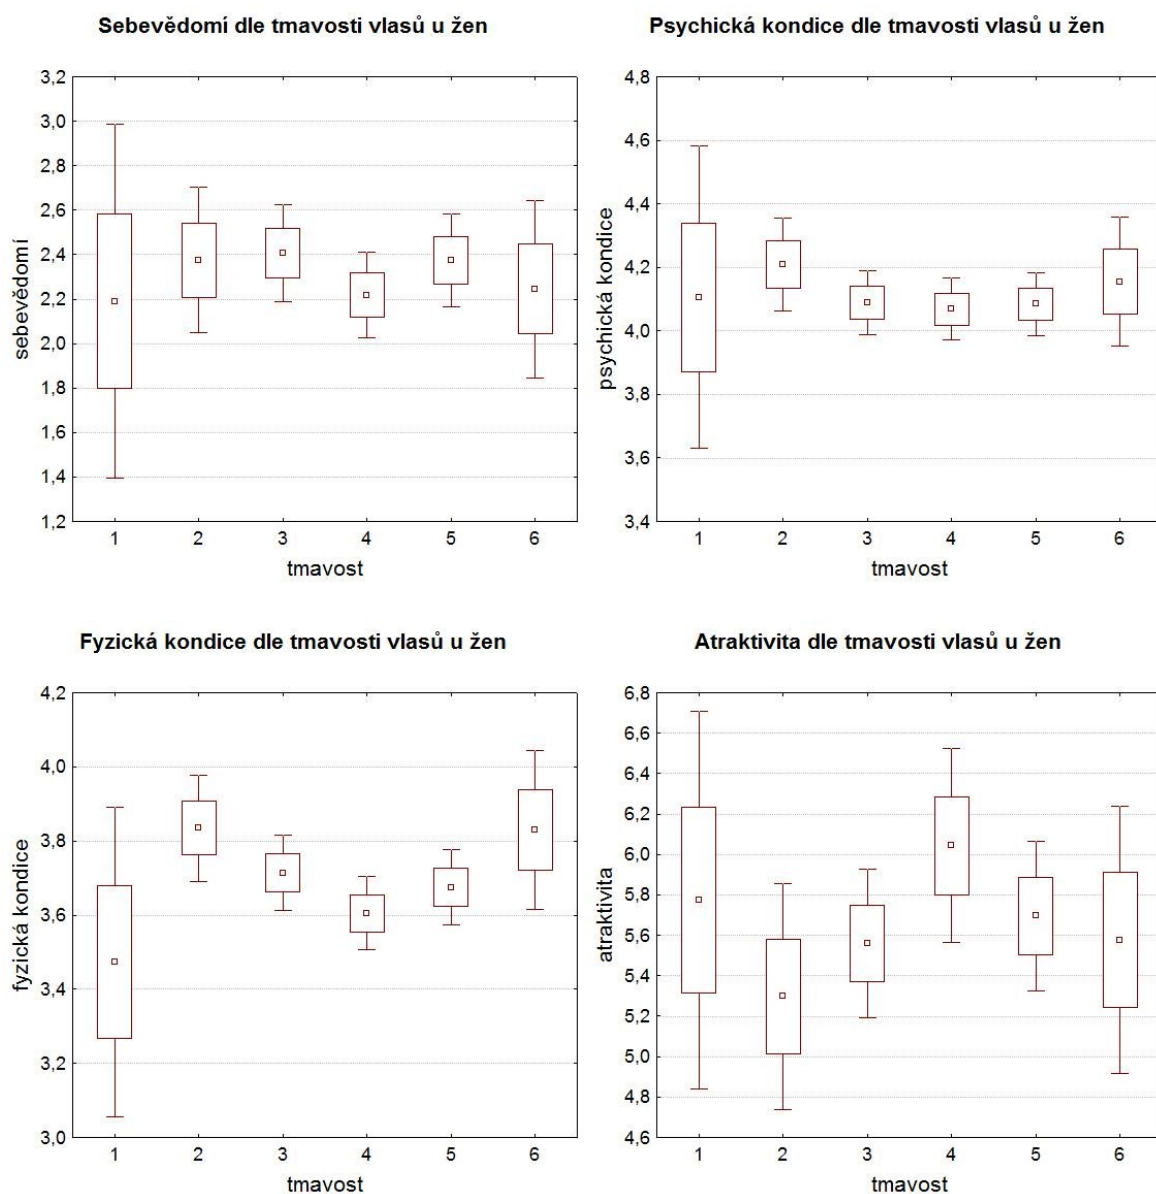 Sebevědomí dle tmavosti vlasů u žen
3,2
3,0
2,8
2,6
2,4
2,2
2,0
1,8
1,6
1,4
1,2
sebevědomí
1 2 3 4 5 6
tmavost
Psychická kondice dle tmavosti vlasů u žen
4,8
4,6
4,4
4,2
4,0
3,8
3,6
3,4
psychická kondice
1 2 3 4 5 6
tmavost
Fyzická kondice dle tmavosti vlasů u žen
4,2
4,0
3,8
3,6
3,4
3,2
3,0
fyzická kondice
1 2 3 4 5 6
tmavost
Atraktivita dle tmavosti vlasů u žen
6,8
6,6
6,4
6,2
6,0
5,8
5,6
5,4
5,2
5,0
4,8
4,6
atraktivita
1 2 3 4 5 6
tmavost